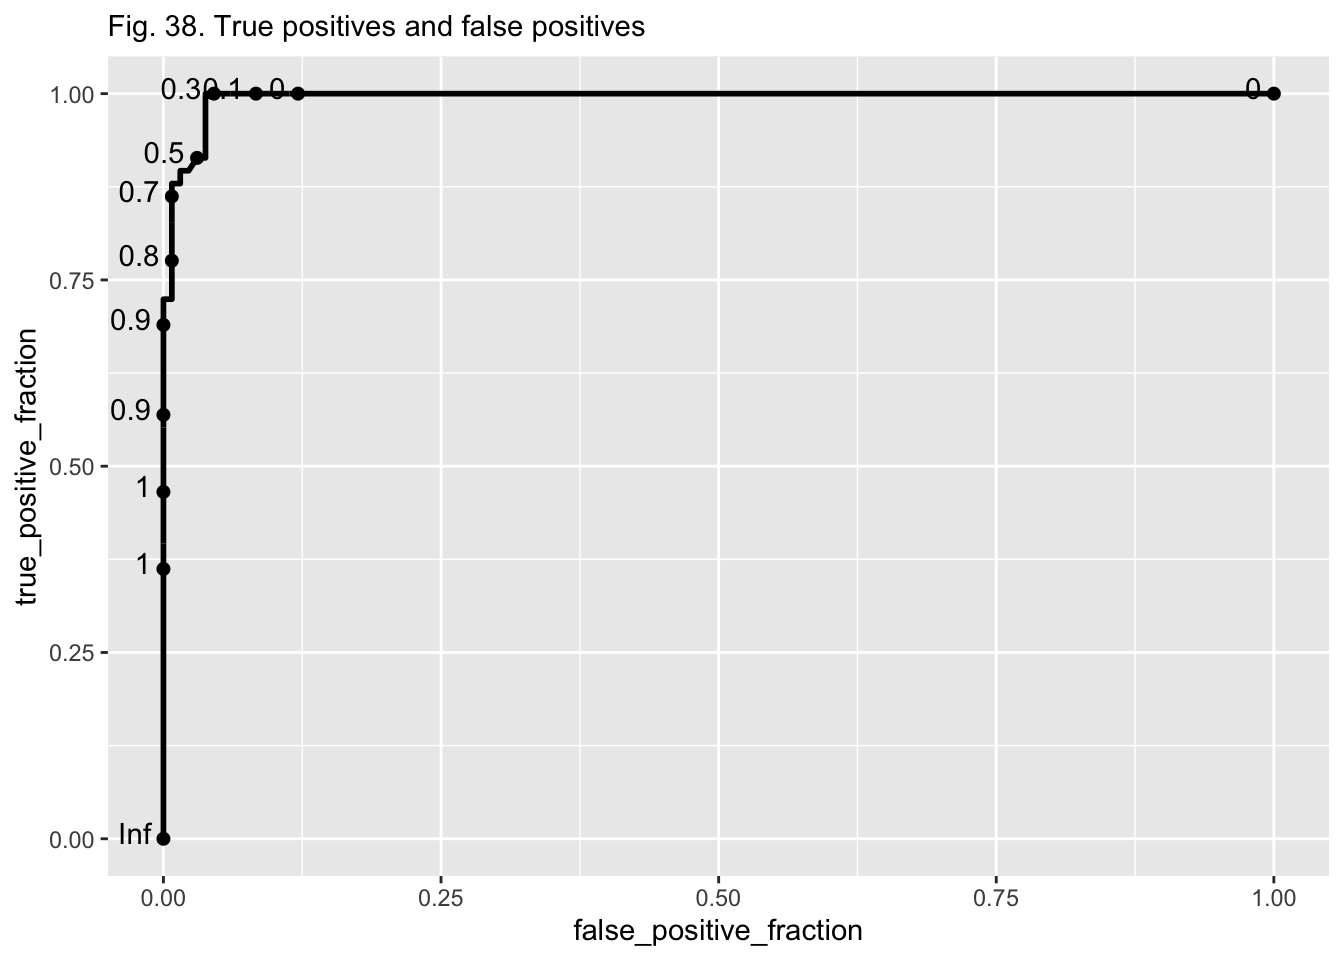 Fig. 38. True positives and false positives
1.00
0.75
0.50
0.25
0.00
true_positive_fraction
0.3 0.1 0 0
0.5
0.7
0.8
0.9
0.9
1
1
Inf
0.00 0.25 0.50 0.75 1.00
false_positive_fraction